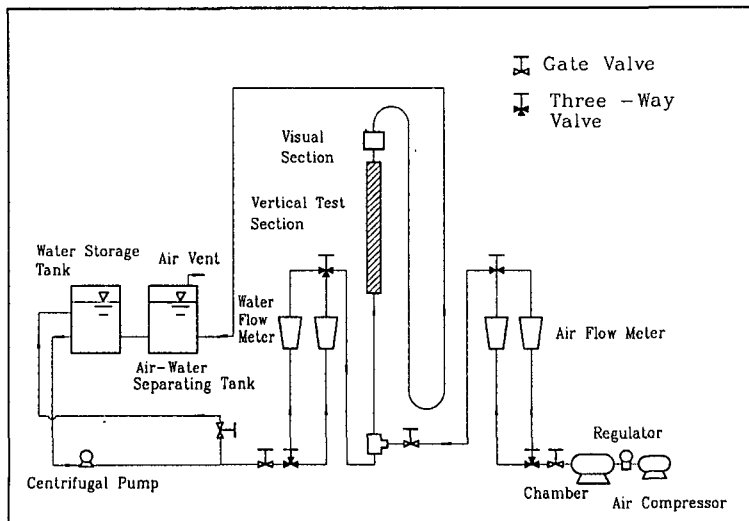 Gate Valve
Three -Way
Valve
Visual
Section
Vertical Test
Section
Water Storage
Tank
Air Vent
Water
Flow
Meter
Air Flow Meter
Air-Water
Separating Tank
Regulator
Centrifugal Pump
Chamber
Air Compressor